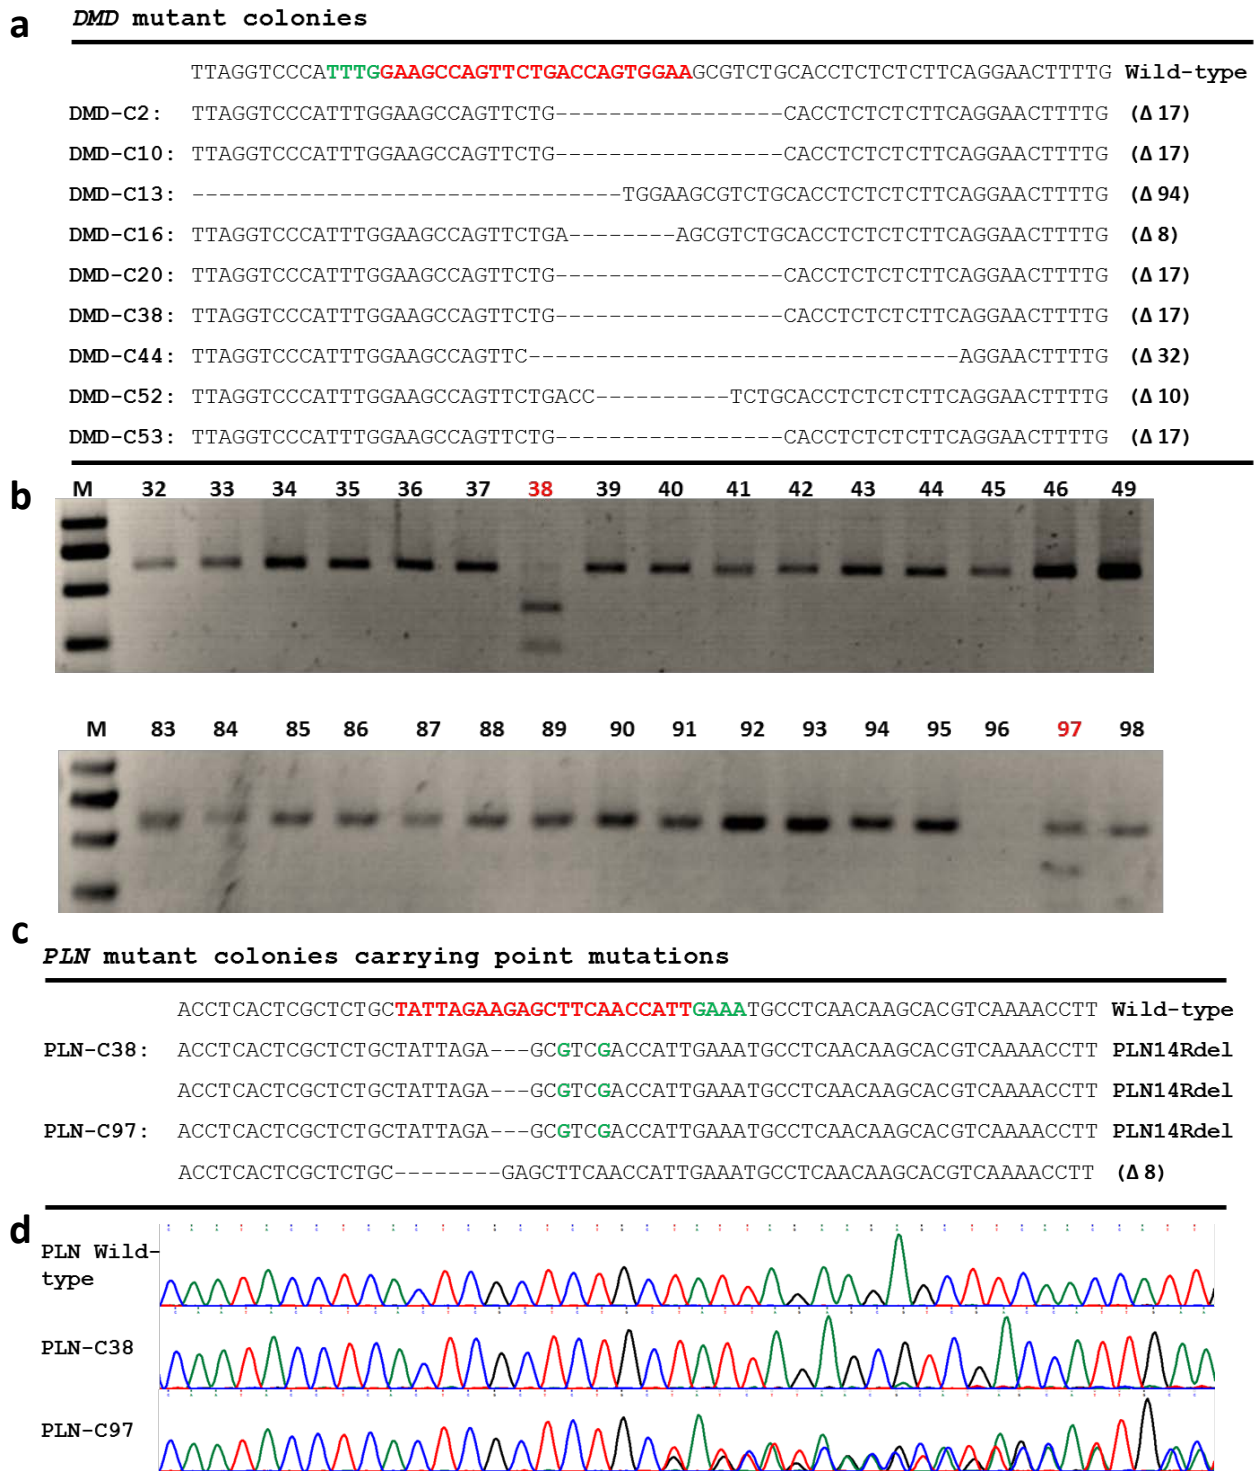 a DMD mutant colonies
TTAGGTCCCATTTGGAAGCCAGTTCTGACCAGTGGAAGCGTCTGCACCTCTCTCTTCAGGAACTTTTG Wild-type
DMD-C2: TTAGGTCCCATTTGGAAGCCAGTTCTG-----------------CACCTCTCTCTTCAGGAACTTTTG (Δ 17)
DMD-C10: TTAGGTCCCATTTGGAAGCCAGTTCTG-----------------CACCTCTCTCTTCAGGAACTTTTG (Δ 17)
DMD-C13: --------------------------------TGGAAGCGTCTGCACCTCTCTCTTCAGGAACTTTTG (Δ 94)
DMD-C16: TTAGGTCCCATTTGGAAGCCAGTTCTGA--------AGCGTCTGCACCTCTCTCTTCAGGAACTTTTG (Δ 8)
DMD-C20: TTAGGTCCCATTTGGAAGCCAGTTCTG-----------------CACCTCTCTCTTCAGGAACTTTTG (Δ 17)
DMD-C38: TTAGGTCCCATTTGGAAGCCAGTTCTG-----------------CACCTCTCTCTTCAGGAACTTTTG (Δ 17)
DMD-C44: TTAGGTCCCATTTGGAAGCCAGTTC--------------------------------AGGAACTTTTG (Δ 32)
DMD-C52: TTAGGTCCCATTTGGAAGCCAGTTCTGACC----------TCTGCACCTCTCTCTTCAGGAACTTTTG (Δ 10)
DMD-C53: TTAGGTCCCATTTGGAAGCCAGTTCTG-----------------CACCTCTCTCTTCAGGAACTTTTG (Δ 17)
b M 32 33 34 35 36 37 38 39 40 41 42 43 44 45 46 49
M 83 84 85 86 87 88 89 90 91 92 93 94 95 96 97 98
c PLN mutant colonies carrying point mutations
ACCTCACTCGCTCTGCTATTAGAAGAGCTTCAACCATTGAAATGCCTCAACAAGCACGTCAAAACCTT Wild-type
PLN-C38: ACCTCACTCGCTCTGCTATTAGA---GCGTCGACCATTGAAATGCCTCAACAAGCACGTCAAAACCTT PLN14Rdel
ACCTCACTCGCTCTGCTATTAGA---GCGTCGACCATTGAAATGCCTCAACAAGCACGTCAAAACCTT PLN14Rdel
PLN-C97: ACCTCACTCGCTCTGCTATTAGA---GCGTCGACCATTGAAATGCCTCAACAAGCACGTCAAAACCTT PLN14Rdel
ACCTCACTCGCTCTGC--------GAGCTTCAACCATTGAAATGCCTCAACAAGCACGTCAAAACCTT (Δ 8)
d PLN Wild-
type
PLN-C38
PLN-C97